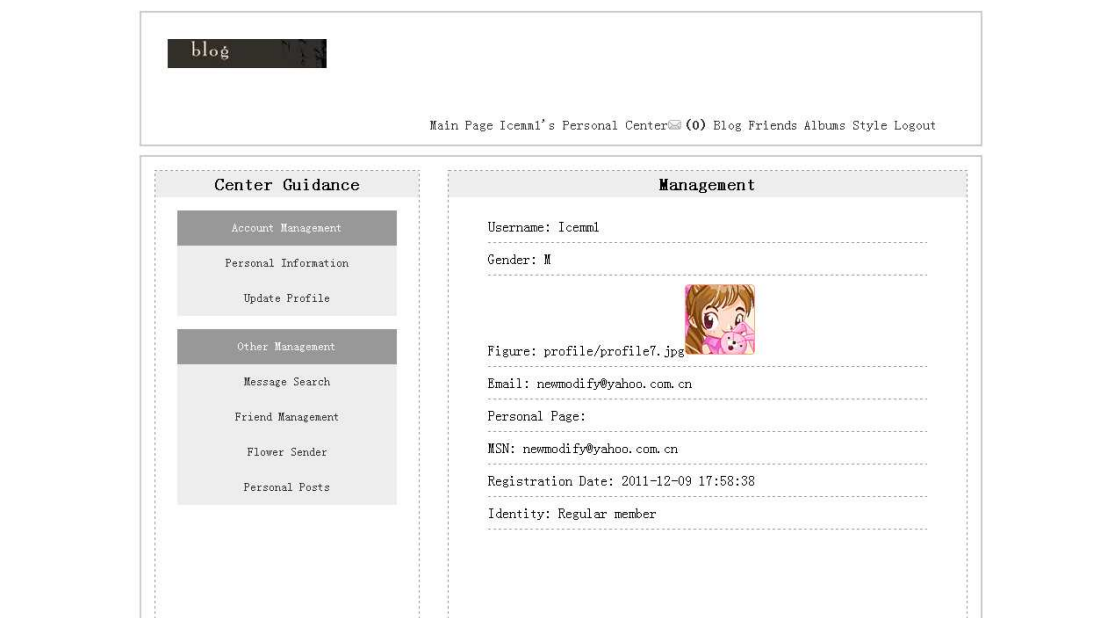 blog
Main Page Icemm1's Personal Center (0) Blog Friends Albums Style Logout
Center Guidance
Account Management
Personal Information
Update Profile
Other Management
Message Search
Friend Management
Flower Sender
Personal Posts
Management
Username: Icemm1
Gender: M
Figure: profile/profile7.jpg
Email: newmodify@yahoo.com.cn
Personal Page:
MSN: newmodify@yahoo.com.cn
Registration Date: 2011-12-09 17:58:38
Identity: Regular member